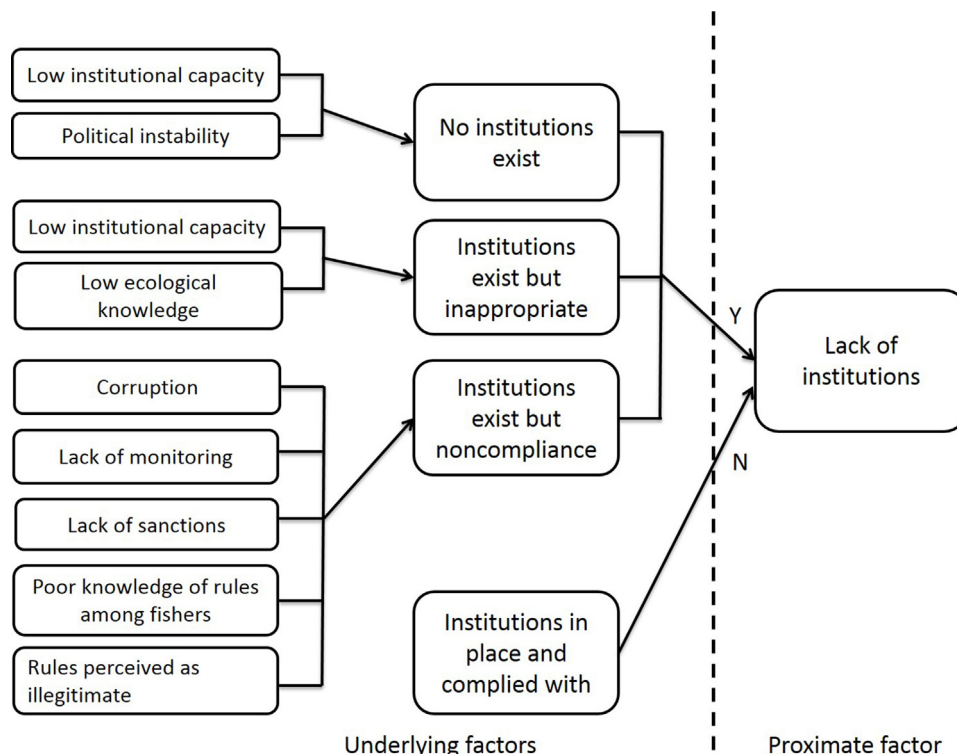 Low institutional capacity
Political instability
Low institutional capacity
Low ecological
knowledge
Corruption
Lack of monitoring
Lack of sanctions
Poor knowledge of rules
among fishers
Rules perceived as
illegitimate
No institutions
exist
Institutions
exist but
inappropriate
Institutions
exist but
noncompliance
Institutions in
place and
complied with
Y
N
Lack of
institutions
Underlying factors
Proximate factor